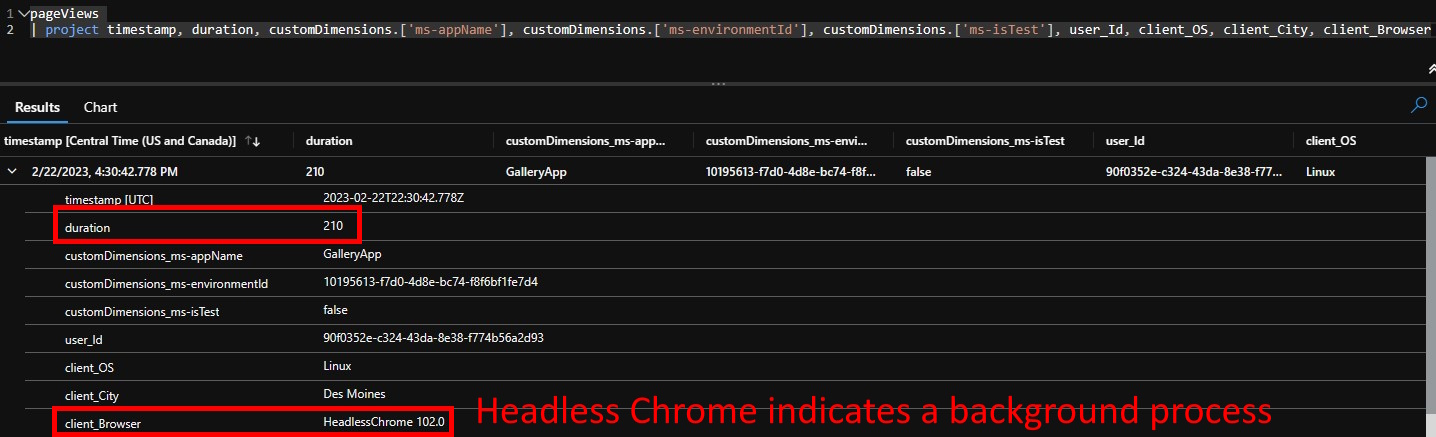 1 pageViews
2 | project timestamp, duration, customDimensions.['ms-appName'], customDimensions.['ms-environmentId'], customDimensions.['ms-isTest'], user_Id, client_OS, client_City, client_Browser
Results Chart
timestamp [Central Time (US and Canada)] ↑↓ duration customDimensions_ms-app... customDimensions_ms-envi... customDimensions_ms-isTest user_Id client_OS
2/22/2023, 4:30:42.778 PM 210 GalleryApp 10195613-f7d0-4d8e-bc74-f8f... false 90f0352e-c324-43da-8e38-f77... Linux
timestamp [UTC] 2023-02-22T22:30:42.778Z
duration 210
customDimensions_ms-appName GalleryApp
customDimensions_ms-environmentId 10195613-f7d0-4d8e-bc74-f8f6bf1fe7d4
customDimensions_ms-isTest false
user_Id 90f0352e-c324-43da-8e38-f774b56a2d93
client_OS Linux
client_City Des Moines
client_Browser HeadlessChrome 102.0
Headless Chrome indicates a background process